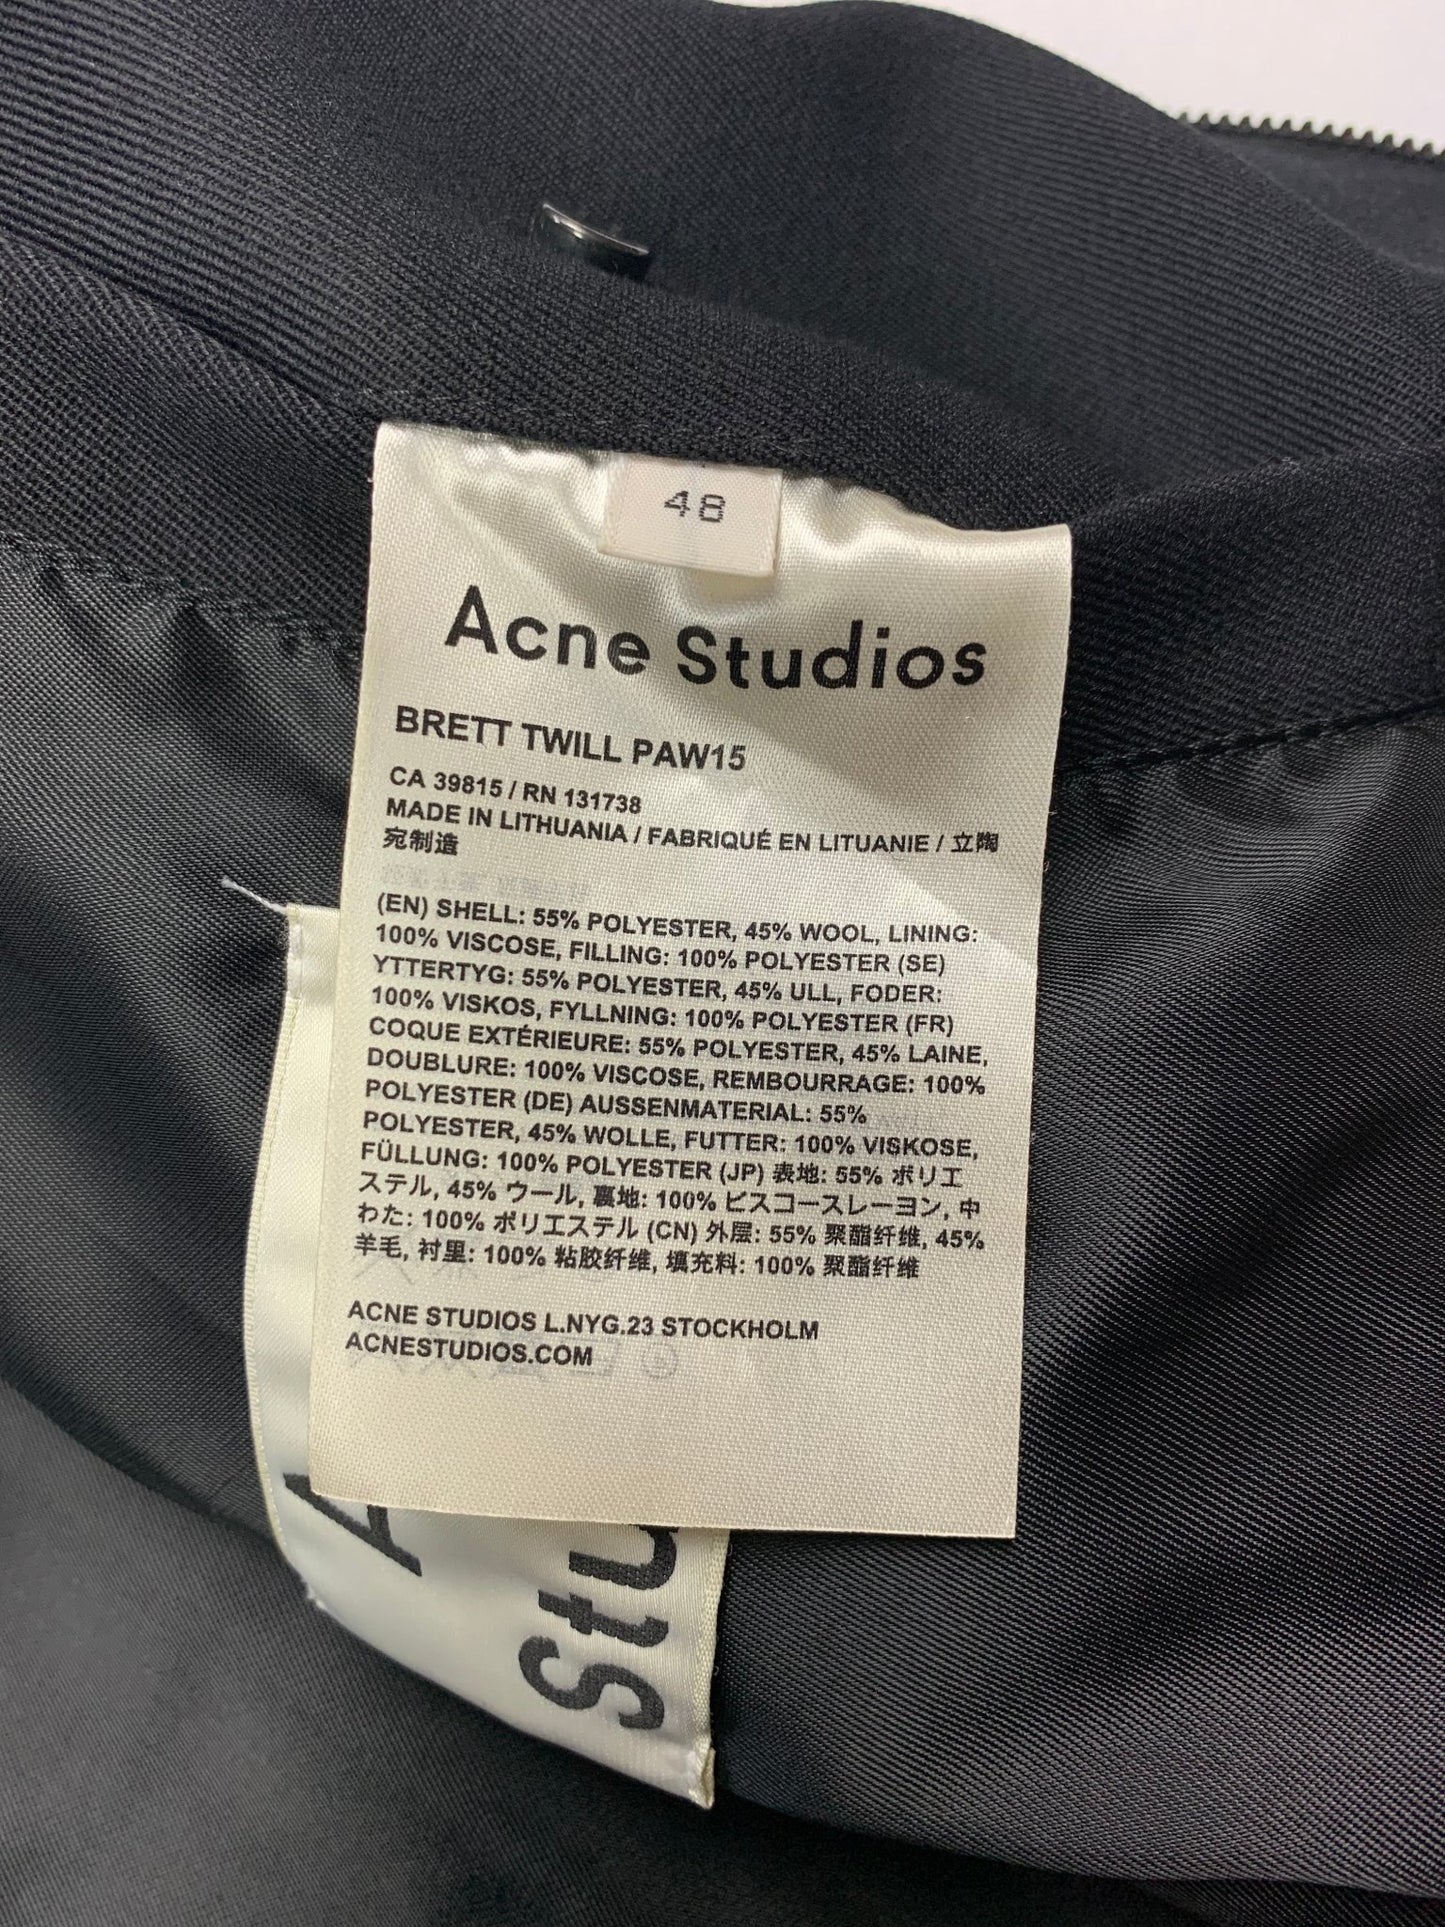 48
Acne Studios
BRETT TWILL PAW15
CA 39815 / RN 131738
MADE IN LITHUANIA / FABRIQUÉ EN LITUANIE / 立陶
宛制造
(EN) SHELL: 55% POLYESTER, 45% WOOL, LINING:
100% VISCOSE, FILLING: 100% POLYESTER (SE)
YTTERTYG: 55% POLYESTER, 45% ULL, FODER:
100% VISKOS, FYLLNING: 100% POLYESTER (FR)
COQUE EXTÉRIEURE: 55% POLYESTER, 45% LAINE,
DOUBLURE: 100% VISCOSE, REMBOURRAGE: 100%
POLYESTER (DE) AUSSENMATERIAL: 55%
POLYESTER, 45% WOLLE, FUTTER: 100% VISKOSE,
FÜLLUNG: 100% POLYESTER (JP) 表地: 55% ポリエ
ステル, 45% ウール, 裏地: 100% ビスコースレーヨン, 中
わた: 100% ポリエステル (CN) 外层: 55% 聚酯纤维, 45%
羊毛, 衬里: 100% 粘胶纤维, 填充料: 100% 聚酯纤维
ACNE STUDIOS L.NYG.23 STOCKHOLM
ACNESTUDIOS.COM
A
Stu